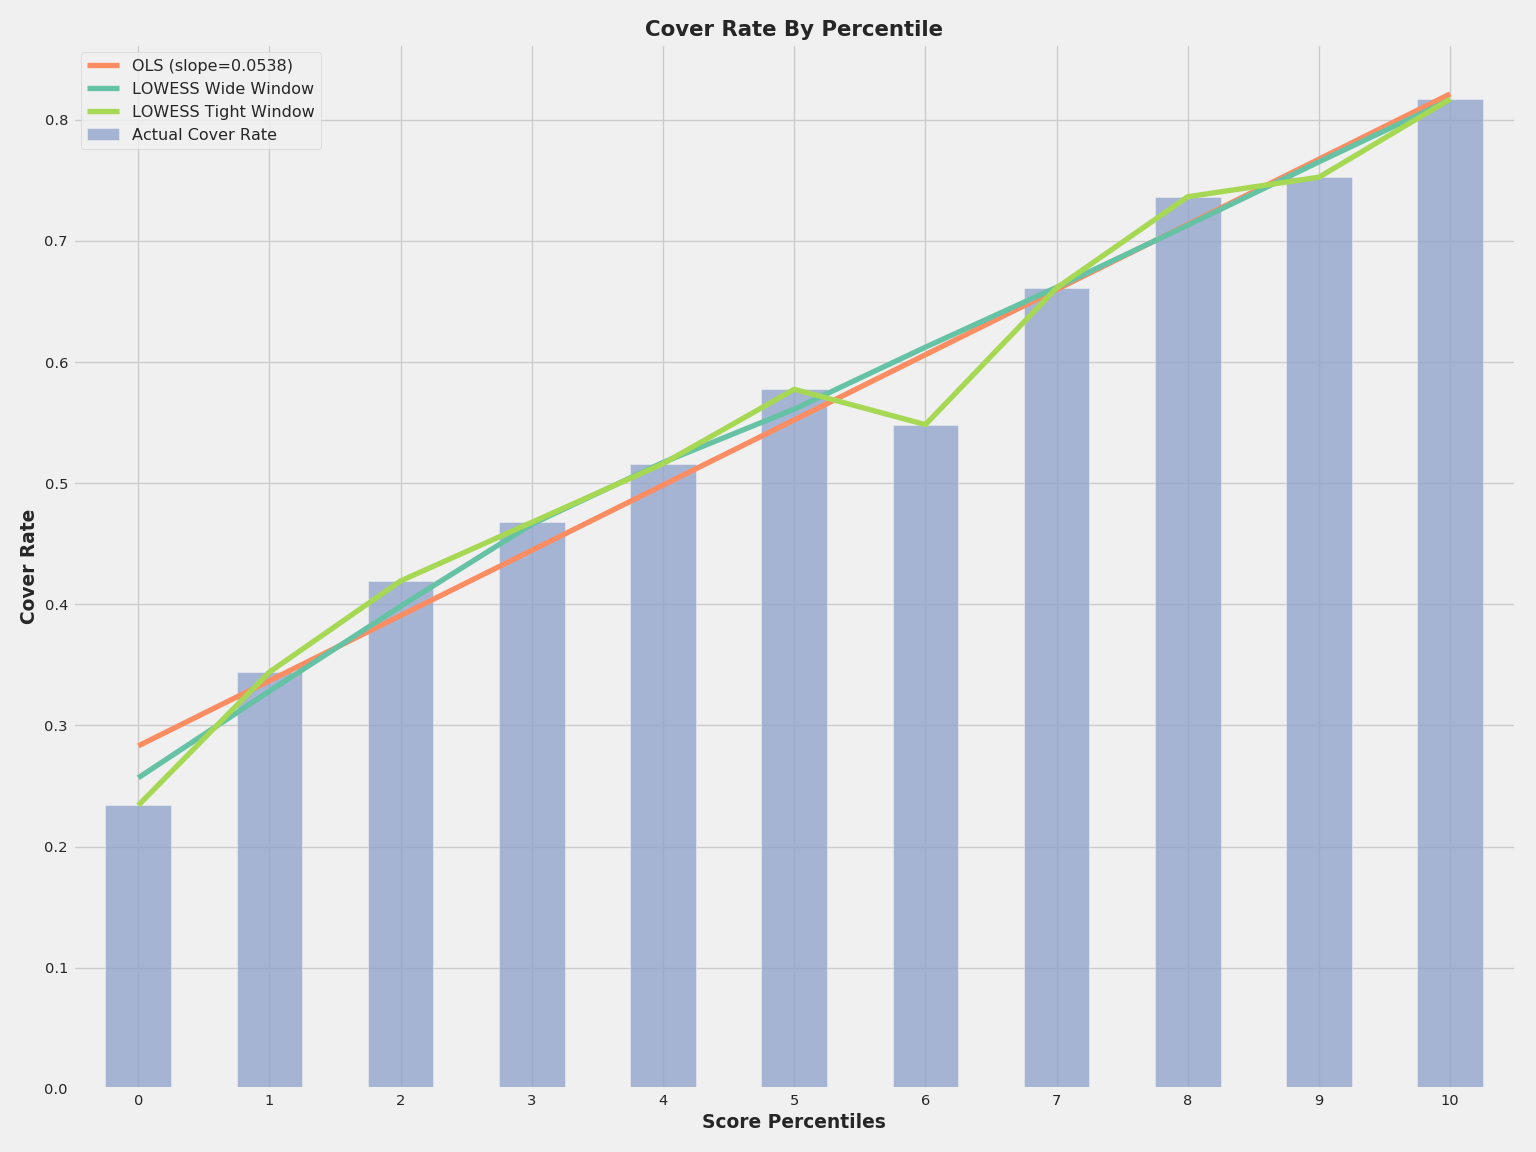 Cover Rate By Percentile
OLS (slope=0.0538)
LOWESS Wide Window
LOWESS Tight Window
Actual Cover Rate
0.8
0.7
0.6
0.5
0.4
0.3
0.2
0.1
0.0
Cover Rate
0 1 2 3 4 5 6 7 8 9 10
Score Percentiles